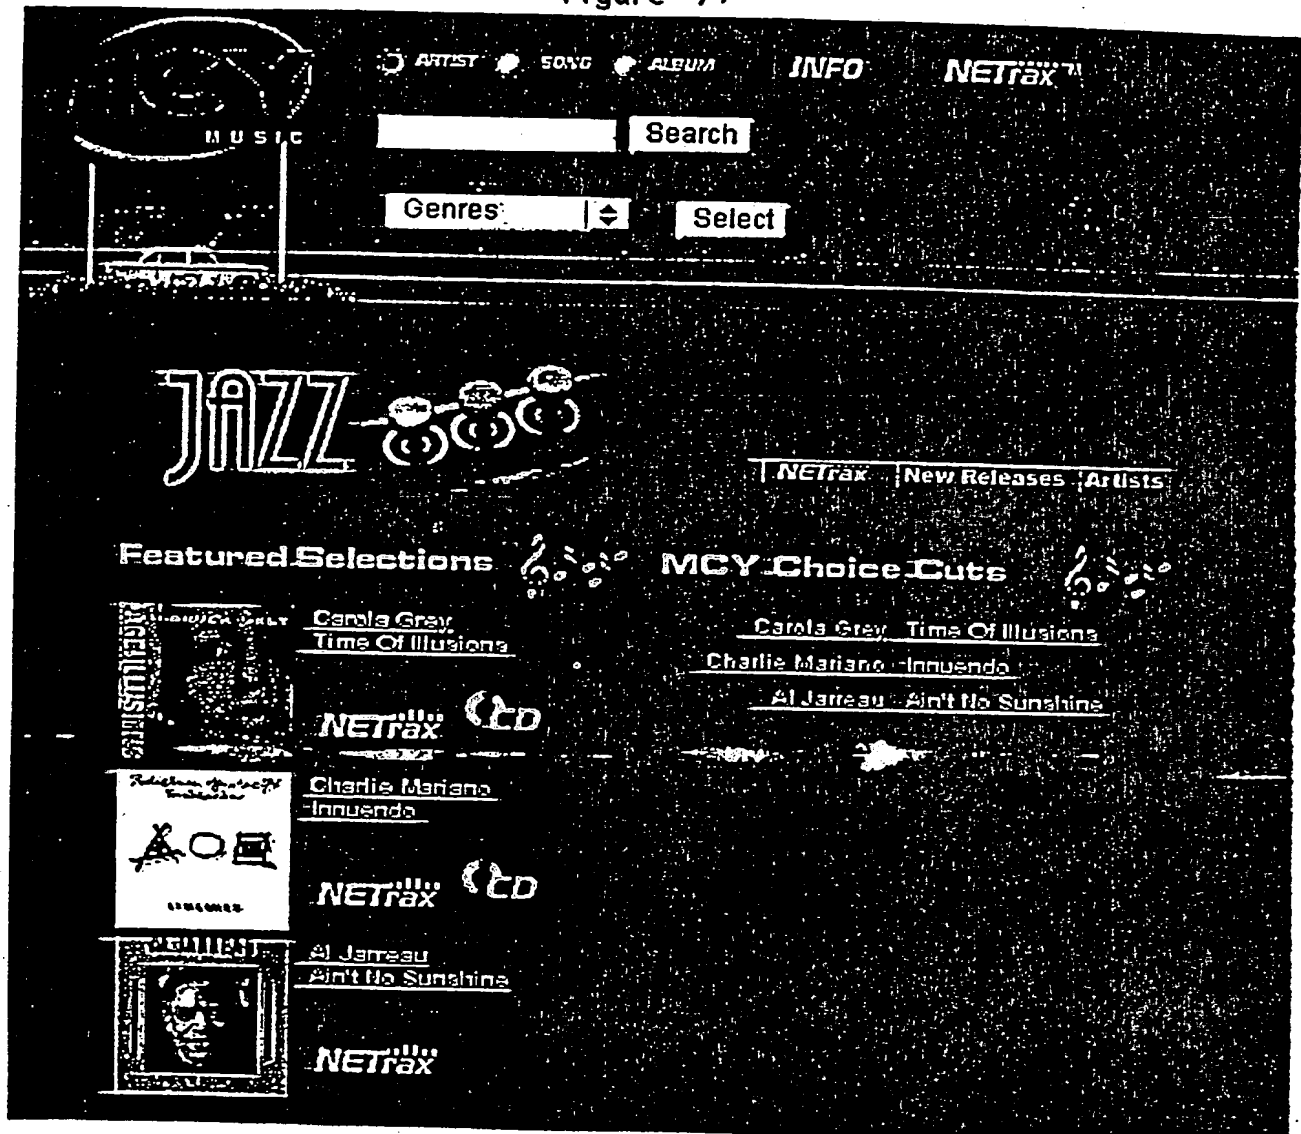 Figure
ARTIST SONG ALBUM INFO NETrax
MUSIC
Search
Genres Select
JAZZ
NETrax New Releases Artists
Featured Selections MCY Choice Cuts
Carola Grey
Time Of Illusions
NETrax CD
Carola Grey Time Of Illusions
Charlie Mariano Innuendo
Al Jarreau Ain't No Sunshine
Charlie Mariano
Innuendo
NETrax CD
Al Jarreau
Ain't No Sunshine
NETrax